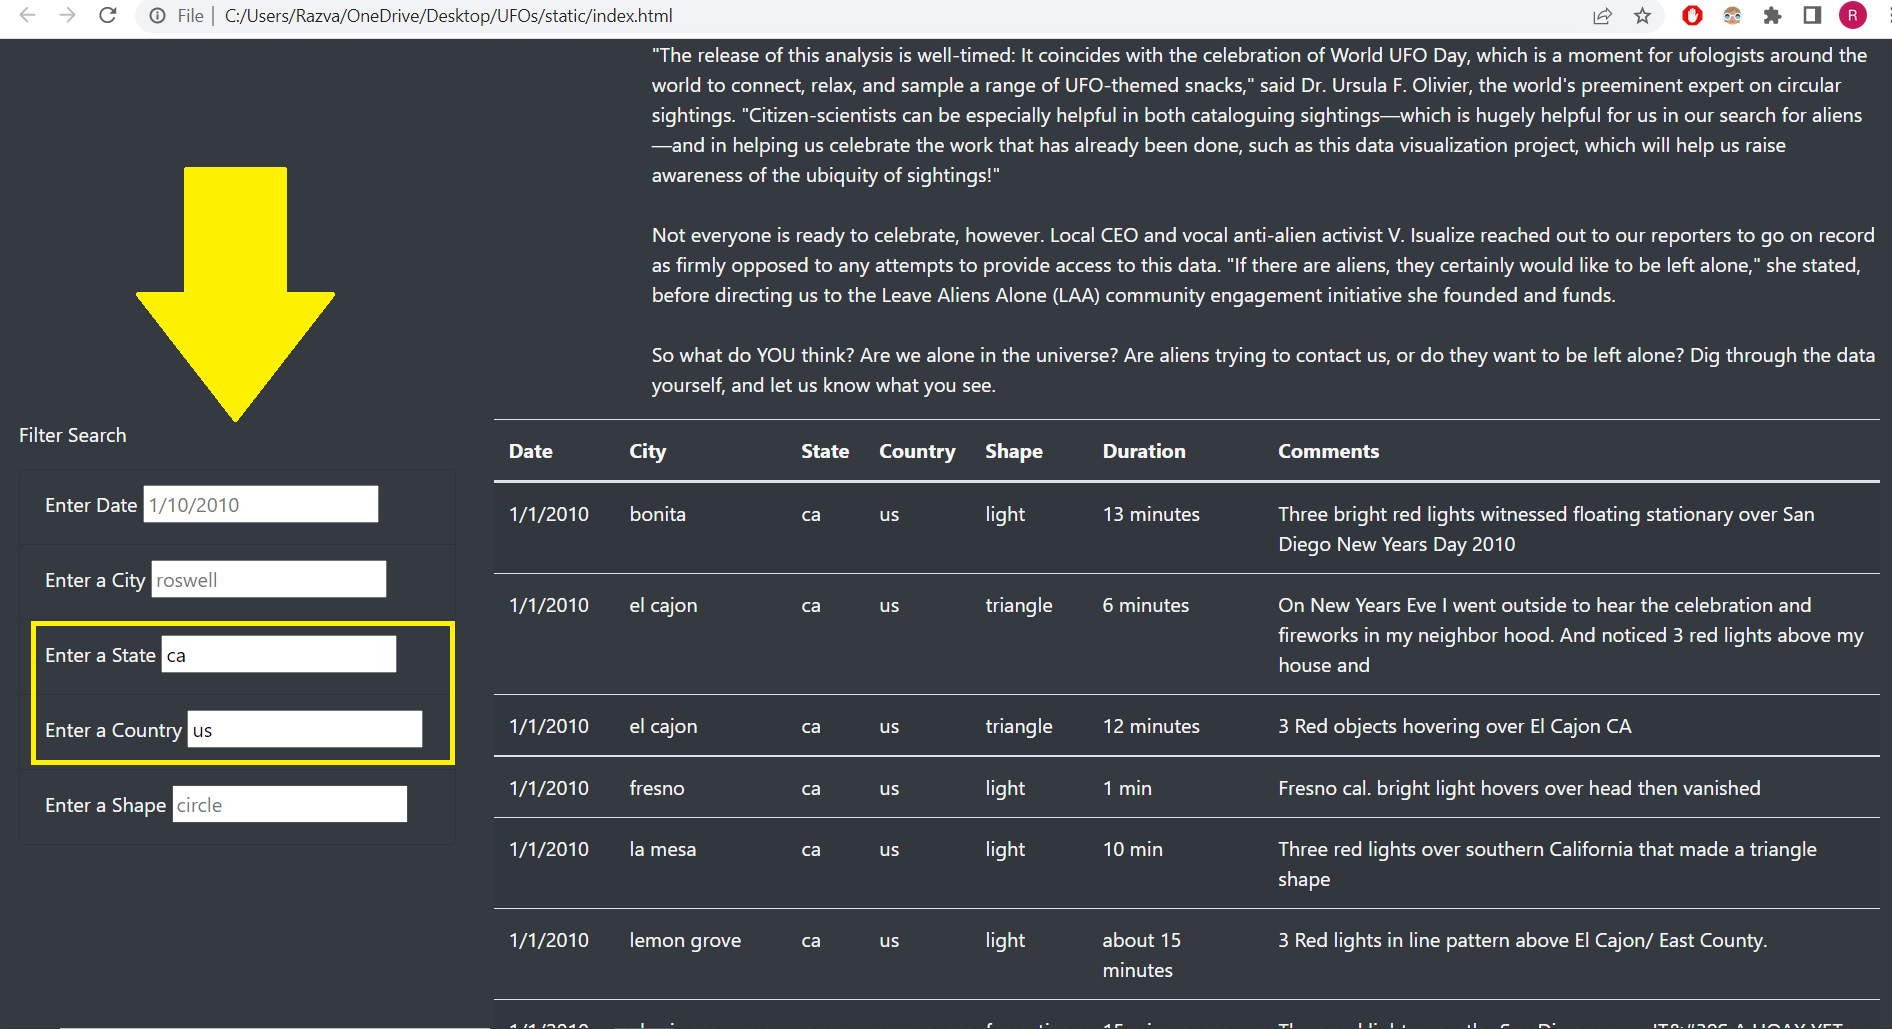 File | C:/Users/Razva/OneDrive/Desktop/UFOs/static/index.html
R
"The release of this analysis is well-timed: It coincides with the celebration of World UFO Day, which is a moment for ufologists around the
world to connect, relax, and sample a range of UFO-themed snacks," said Dr. Ursula F. Olivier, the world's preeminent expert on circular
sightings. "Citizen-scientists can be especially helpful in both cataloguing sightings—which is hugely helpful for us in our search for aliens
—and in helping us celebrate the work that has already been done, such as this data visualization project, which will help us raise
awareness of the ubiquity of sightings!"
Not everyone is ready to celebrate, however. Local CEO and vocal anti-alien activist V. Isualize reached out to our reporters to go on record
as firmly opposed to any attempts to provide access to this data. "If there are aliens, they certainly would like to be left alone," she stated,
before directing us to the Leave Aliens Alone (LAA) community engagement initiative she founded and funds.
So what do YOU think? Are we alone in the universe? Are aliens trying to contact us, or do they want to be left alone? Dig through the data
yourself, and let us know what you see.
Filter Search
Enter Date 1/10/2010
Enter a City roswell
Enter a State ca
Enter a Country us
Enter a Shape circle
Date City State Country Shape Duration Comments
1/1/2010 bonita ca us light 13 minutes Three bright red lights witnessed floating stationary over San
Diego New Years Day 2010
1/1/2010 el cajon ca us triangle 6 minutes On New Years Eve I went outside to hear the celebration and
fireworks in my neighbor hood. And noticed 3 red lights above my
house and
1/1/2010 el cajon ca us triangle 12 minutes 3 Red objects hovering over El Cajon CA
1/1/2010 fresno ca us light 1 min Fresno cal. bright light hovers over head then vanished
1/1/2010 la mesa ca us light 10 min Three red lights over southern California that made a triangle
shape
1/1/2010 lemon grove ca us light about 15 3 Red lights in line pattern above El Cajon/ East County.
minutes